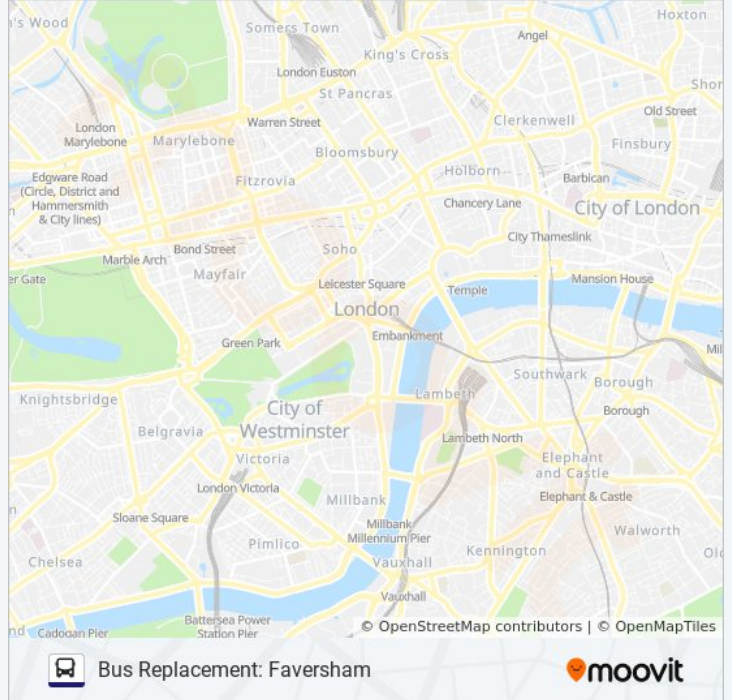 's Wood
Somers Town
Hoxton
King's Cross
Angel
London Euston
St Pancras
Shor
Old Street
Warren Street
Clerkenwell
London
Marylebone
Marylebone
Bloomsbury
Finsbury
Edgware Road
(Circle, District and
Hammersmith
& City lines)
Fitzrovia
Holborn
Barbican
Chancery Lane
City of London
City Thameslink
Bond Street
Soho
Marble Arch
Mayfair
er Gate
Leicester Square
Temple
Mansion House
London
Embankment
Green Park
Mil
Southwark
Borough
Lambeth
Knightsbridge
City of
Westminster
Borough
Belgravia
Lambeth North
Victoria
Elephant
and Castle
London Victoria
Elephant & Castle
Millbank
Sloane Square
Millbank
Millennium Pier
Walworth
Pimlico
Kennington
Chelsea
Vauxhall
Vauxhall
Battersea Power
Station Pier
nd
Cadogan Pier
© OpenStreetMap contributors | © OpenMapTiles
Bus Replacement: Faversham
moovit